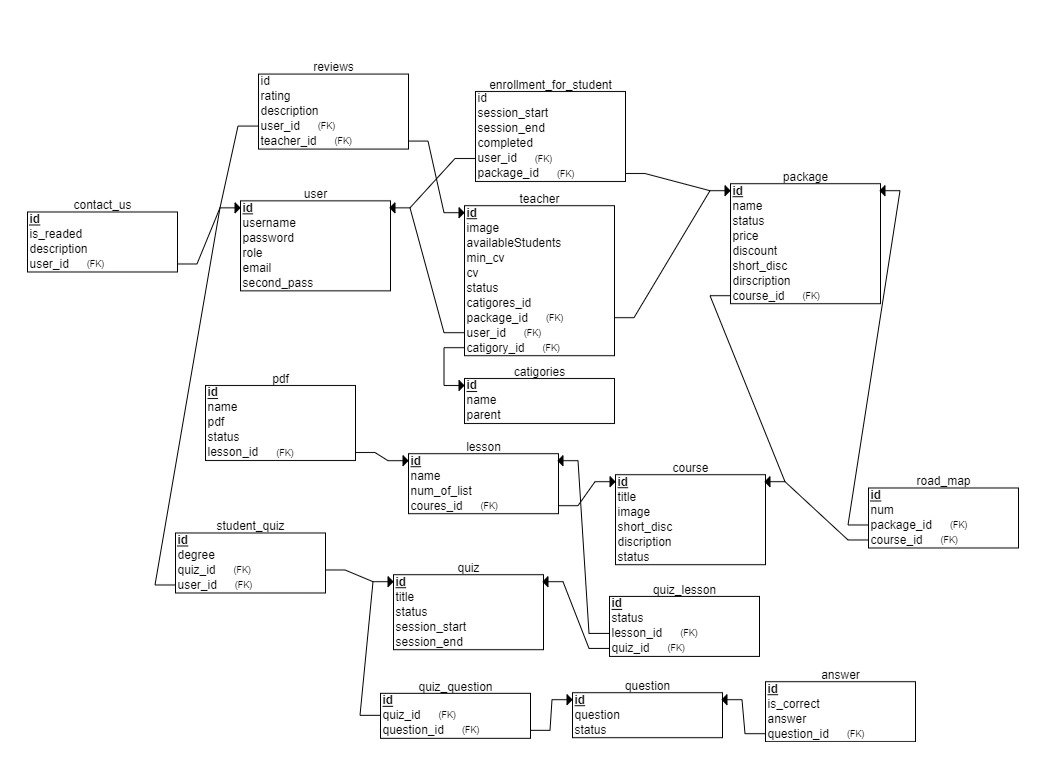 reviews
id
rating
description
user_id (FK)
teacher_id (FK)
enrollment_for_student
id
session_start
session_end
completed
user_id (FK)
package_id (FK)
package
id
name
status
price
discount
short_disc
dirscription
course_id (FK)
contact_us
id
is_readed
description
user_id (FK)
user
id
username
password
role
email
second_pass
teacher
id
image
availableStudents
min_cv
cv
status
catigores_id
package_id (FK)
user_id (FK)
catigory_id (FK)
catigories
id
name
parent
pdf
id
name
pdf
status
lesson_id (FK)
lesson
id
name
num_of_list
coures_id (FK)
course
id
title
image
short_disc
discription
status
road_map
id
num
package_id (FK)
course_id (FK)
student_quiz
id
degree
quiz_id (FK)
user_id (FK)
quiz
id
title
status
session_start
session_end
quiz_lesson
id
status
lesson_id (FK)
quiz_id (FK)
quiz_question
id
quiz_id (FK)
question_id (FK)
question
id
question
status
answer
id
is_correct
answer
question_id (FK)